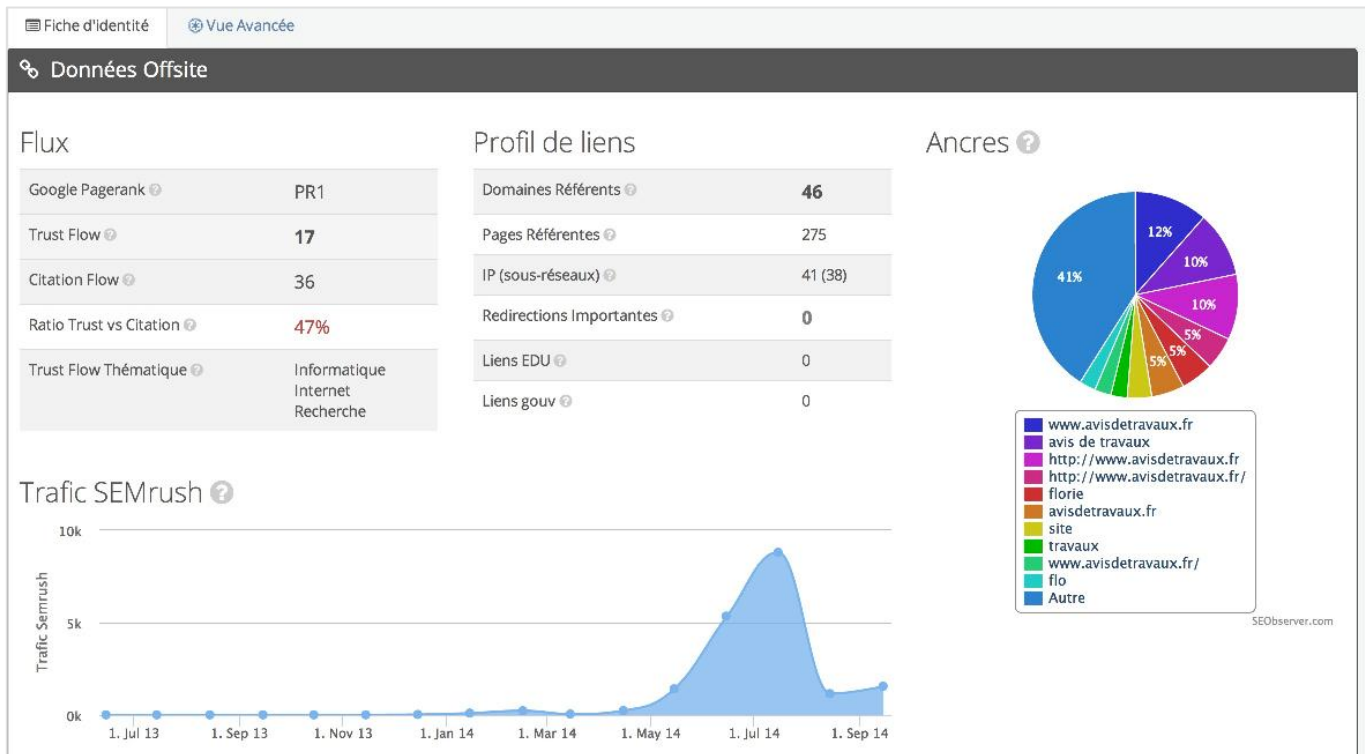 Fiche d'identité
Vue Avancée
Données Offsite
Flux
Google Pagerank ? PR1
Trust Flow ? 17
Citation Flow ? 36
Ratio Trust vs Citation ? 47%
Trust Flow Thématique ? Informatique
Internet
Recherche
Profil de liens
Domaines Référents ? 46
Pages Référentes ? 275
IP (sous-réseaux) ? 41 (38)
Redirections Importantes ? 0
Liens EDU ? 0
Liens gouv ? 0
Ancres ?
12%
10%
10%
5%
5%
5%
41%
www.avisdetravaux.fr
avis de travaux
http://www.avisdetravaux.fr
http://www.avisdetravaux.fr/
florie
avisdetravaux.fr
site
travaux
www.avisdetravaux.fr/
flo
Autre
SEObserver.com
Trafic SEMrush ?
Trafic Semrush
10k
5k
0k
1. Jul 13 1. Sep 13 1. Nov 13 1. Jan 14 1. Mar 14 1. May 14 1. Jul 14 1. Sep 14